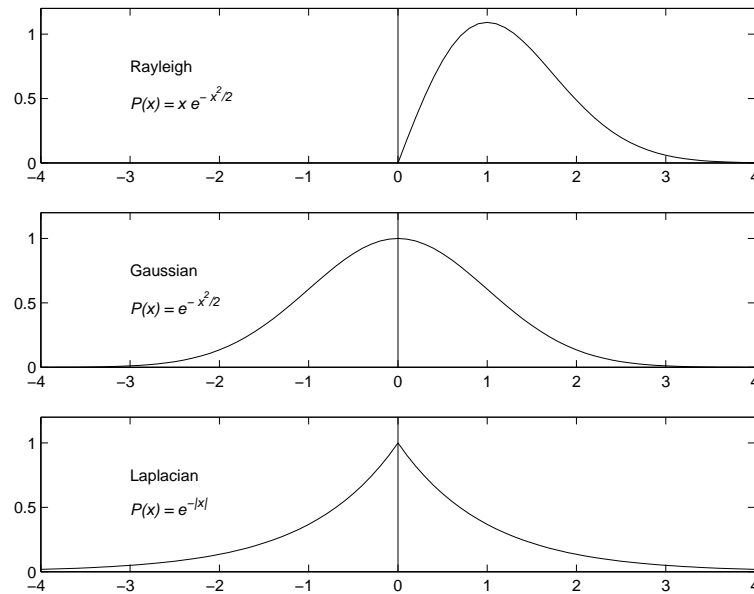 1
0.5
0
Rayleigh
P(x) = x e^{– x^2/2}
–4 –3 –2 –1 0 1 2 3 4
1
0.5
0
Gaussian
P(x) = e^{– x^2/2}
–4 –3 –2 –1 0 1 2 3 4
1
0.5
0
Laplacian
P(x) = e^{–|x|}
–4 –3 –2 –1 0 1 2 3 4